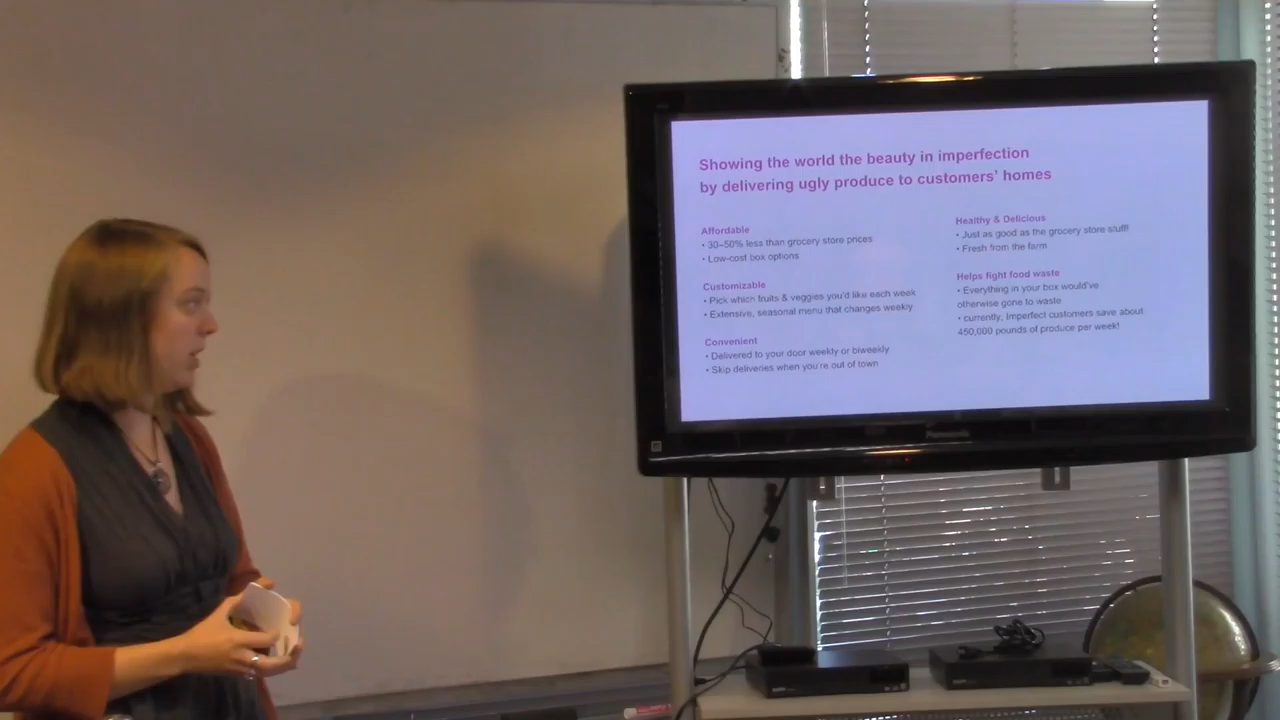 Showing the world the beauty in imperfection
by delivering ugly produce to customers' homes
Affordable
• 30–50% less than grocery store prices
• Low-cost box options
Customizable
• Pick which fruits & veggies you'd like each week
• Extensive, seasonal menu that changes weekly
Convenient
• Delivered to your door weekly or biweekly
• Skip deliveries when you're out of town
Healthy & Delicious
• Just as good as the grocery store stuff!
• Fresh from the farm
Helps fight food waste
• Everything in your box would've
otherwise gone to waste
• currently, Imperfect customers save about
450,000 pounds of produce per week!
Panasonic